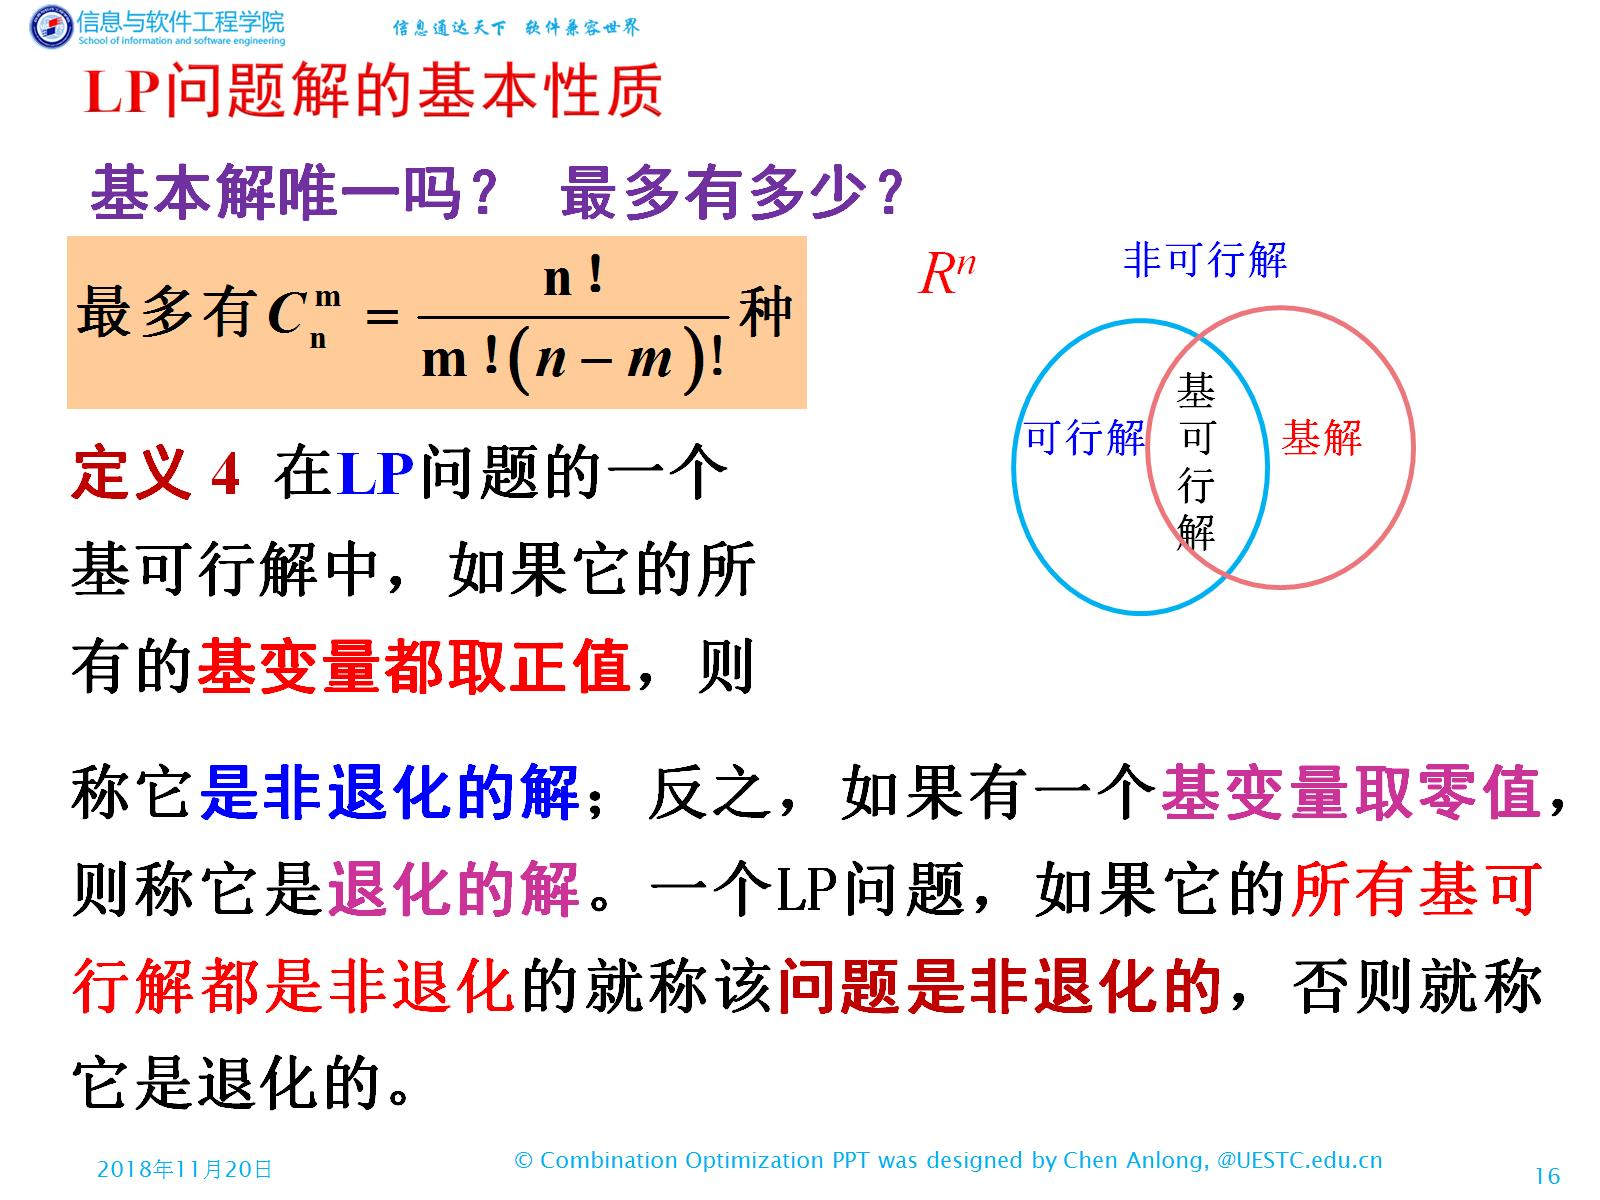 信息与软件工程学院
School of information and software engineering
信息通达天下 软件兼容世界
LP问题解的基本性质
基本解唯一吗? 最多有多少?
最多有 C_n^m = n! / m!(n-m)! 种
R^n
非可行解
可行解
基可行解
基解
定义 4 在LP问题的一个
基可行解中，如果它的所
有的基变量都取正值，则
称它是非退化的解；反之，如果有一个基变量取零值，
则称它是退化的解。一个LP问题，如果它的所有基可
行解都是非退化的就称该问题是非退化的，否则就称
它是退化的。
2018年11月20日
© Combination Optimization PPT was designed by Chen Anlong, @UESTC.edu.cn
16